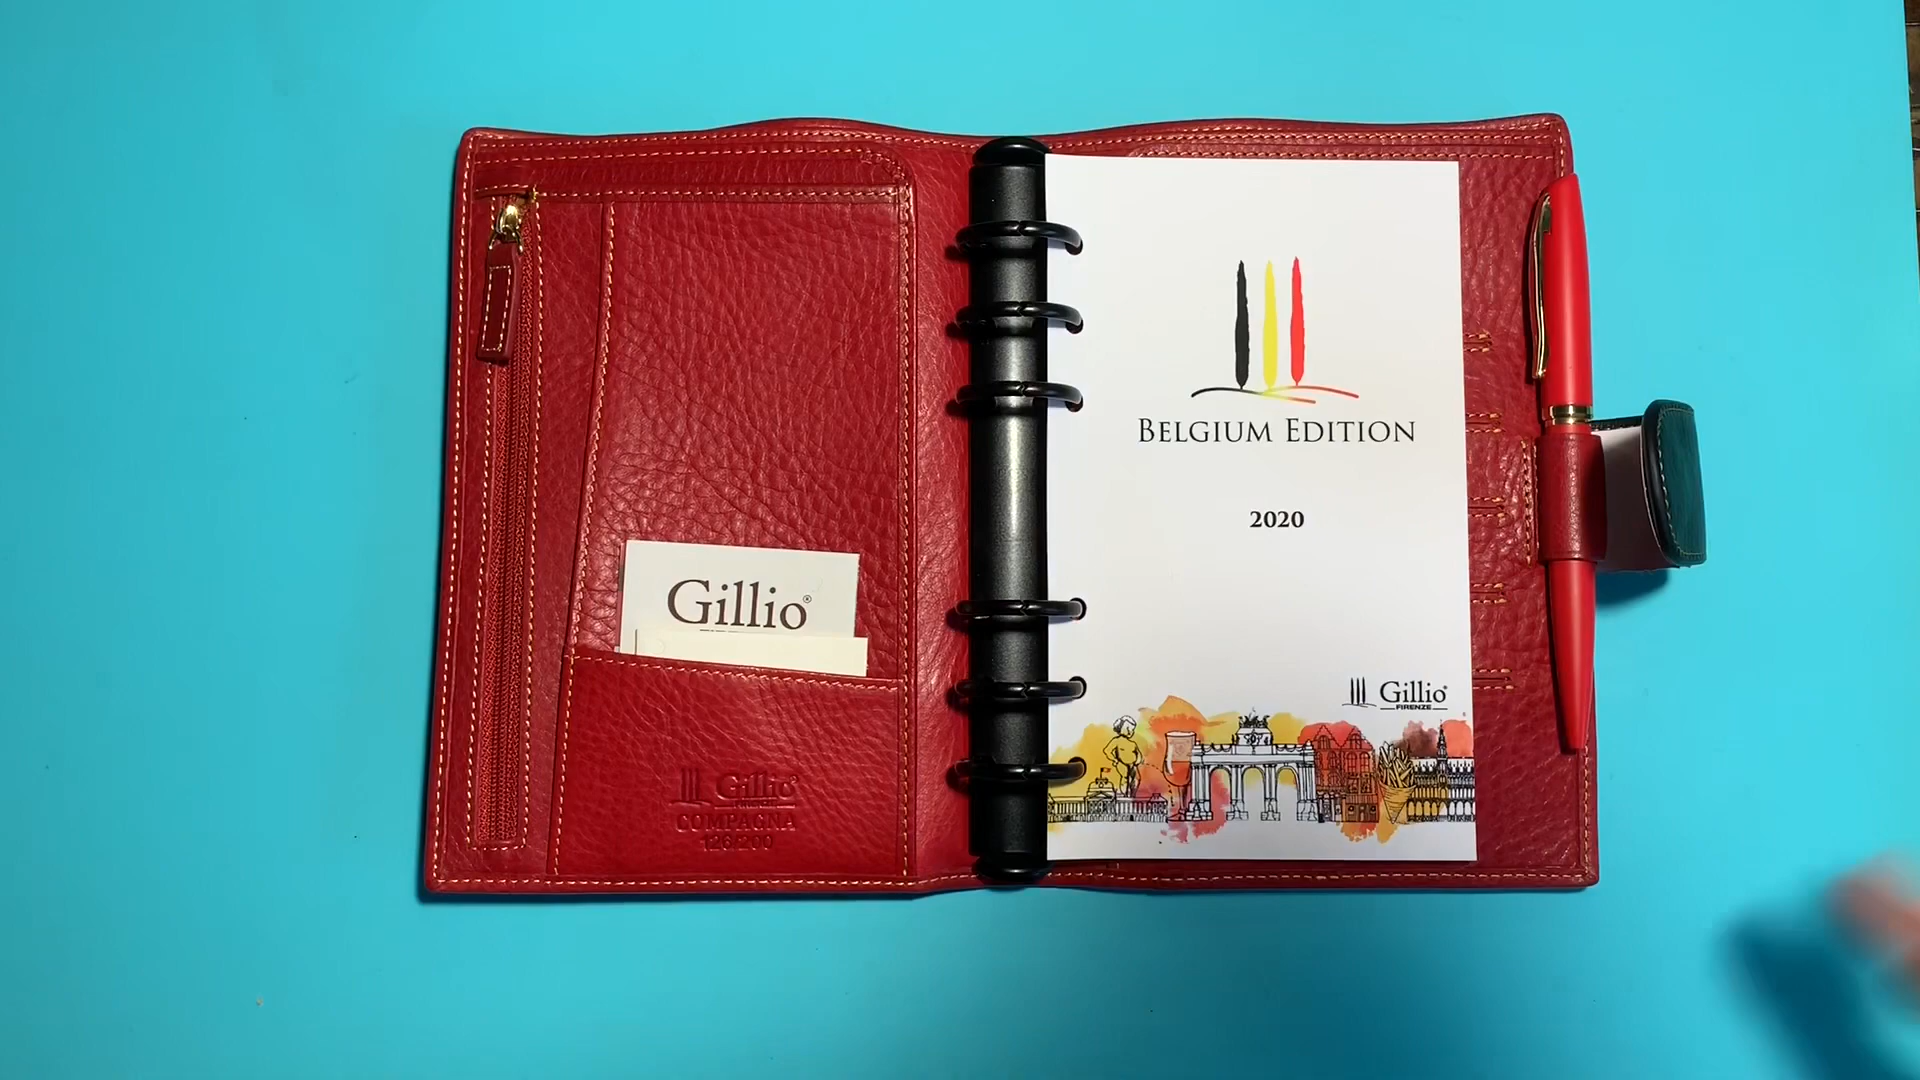 Gillio®
Gillio®
FIRENZE
COMPAGNA
126/200
BELGIUM EDITION
2020
Gillio®
FIRENZE